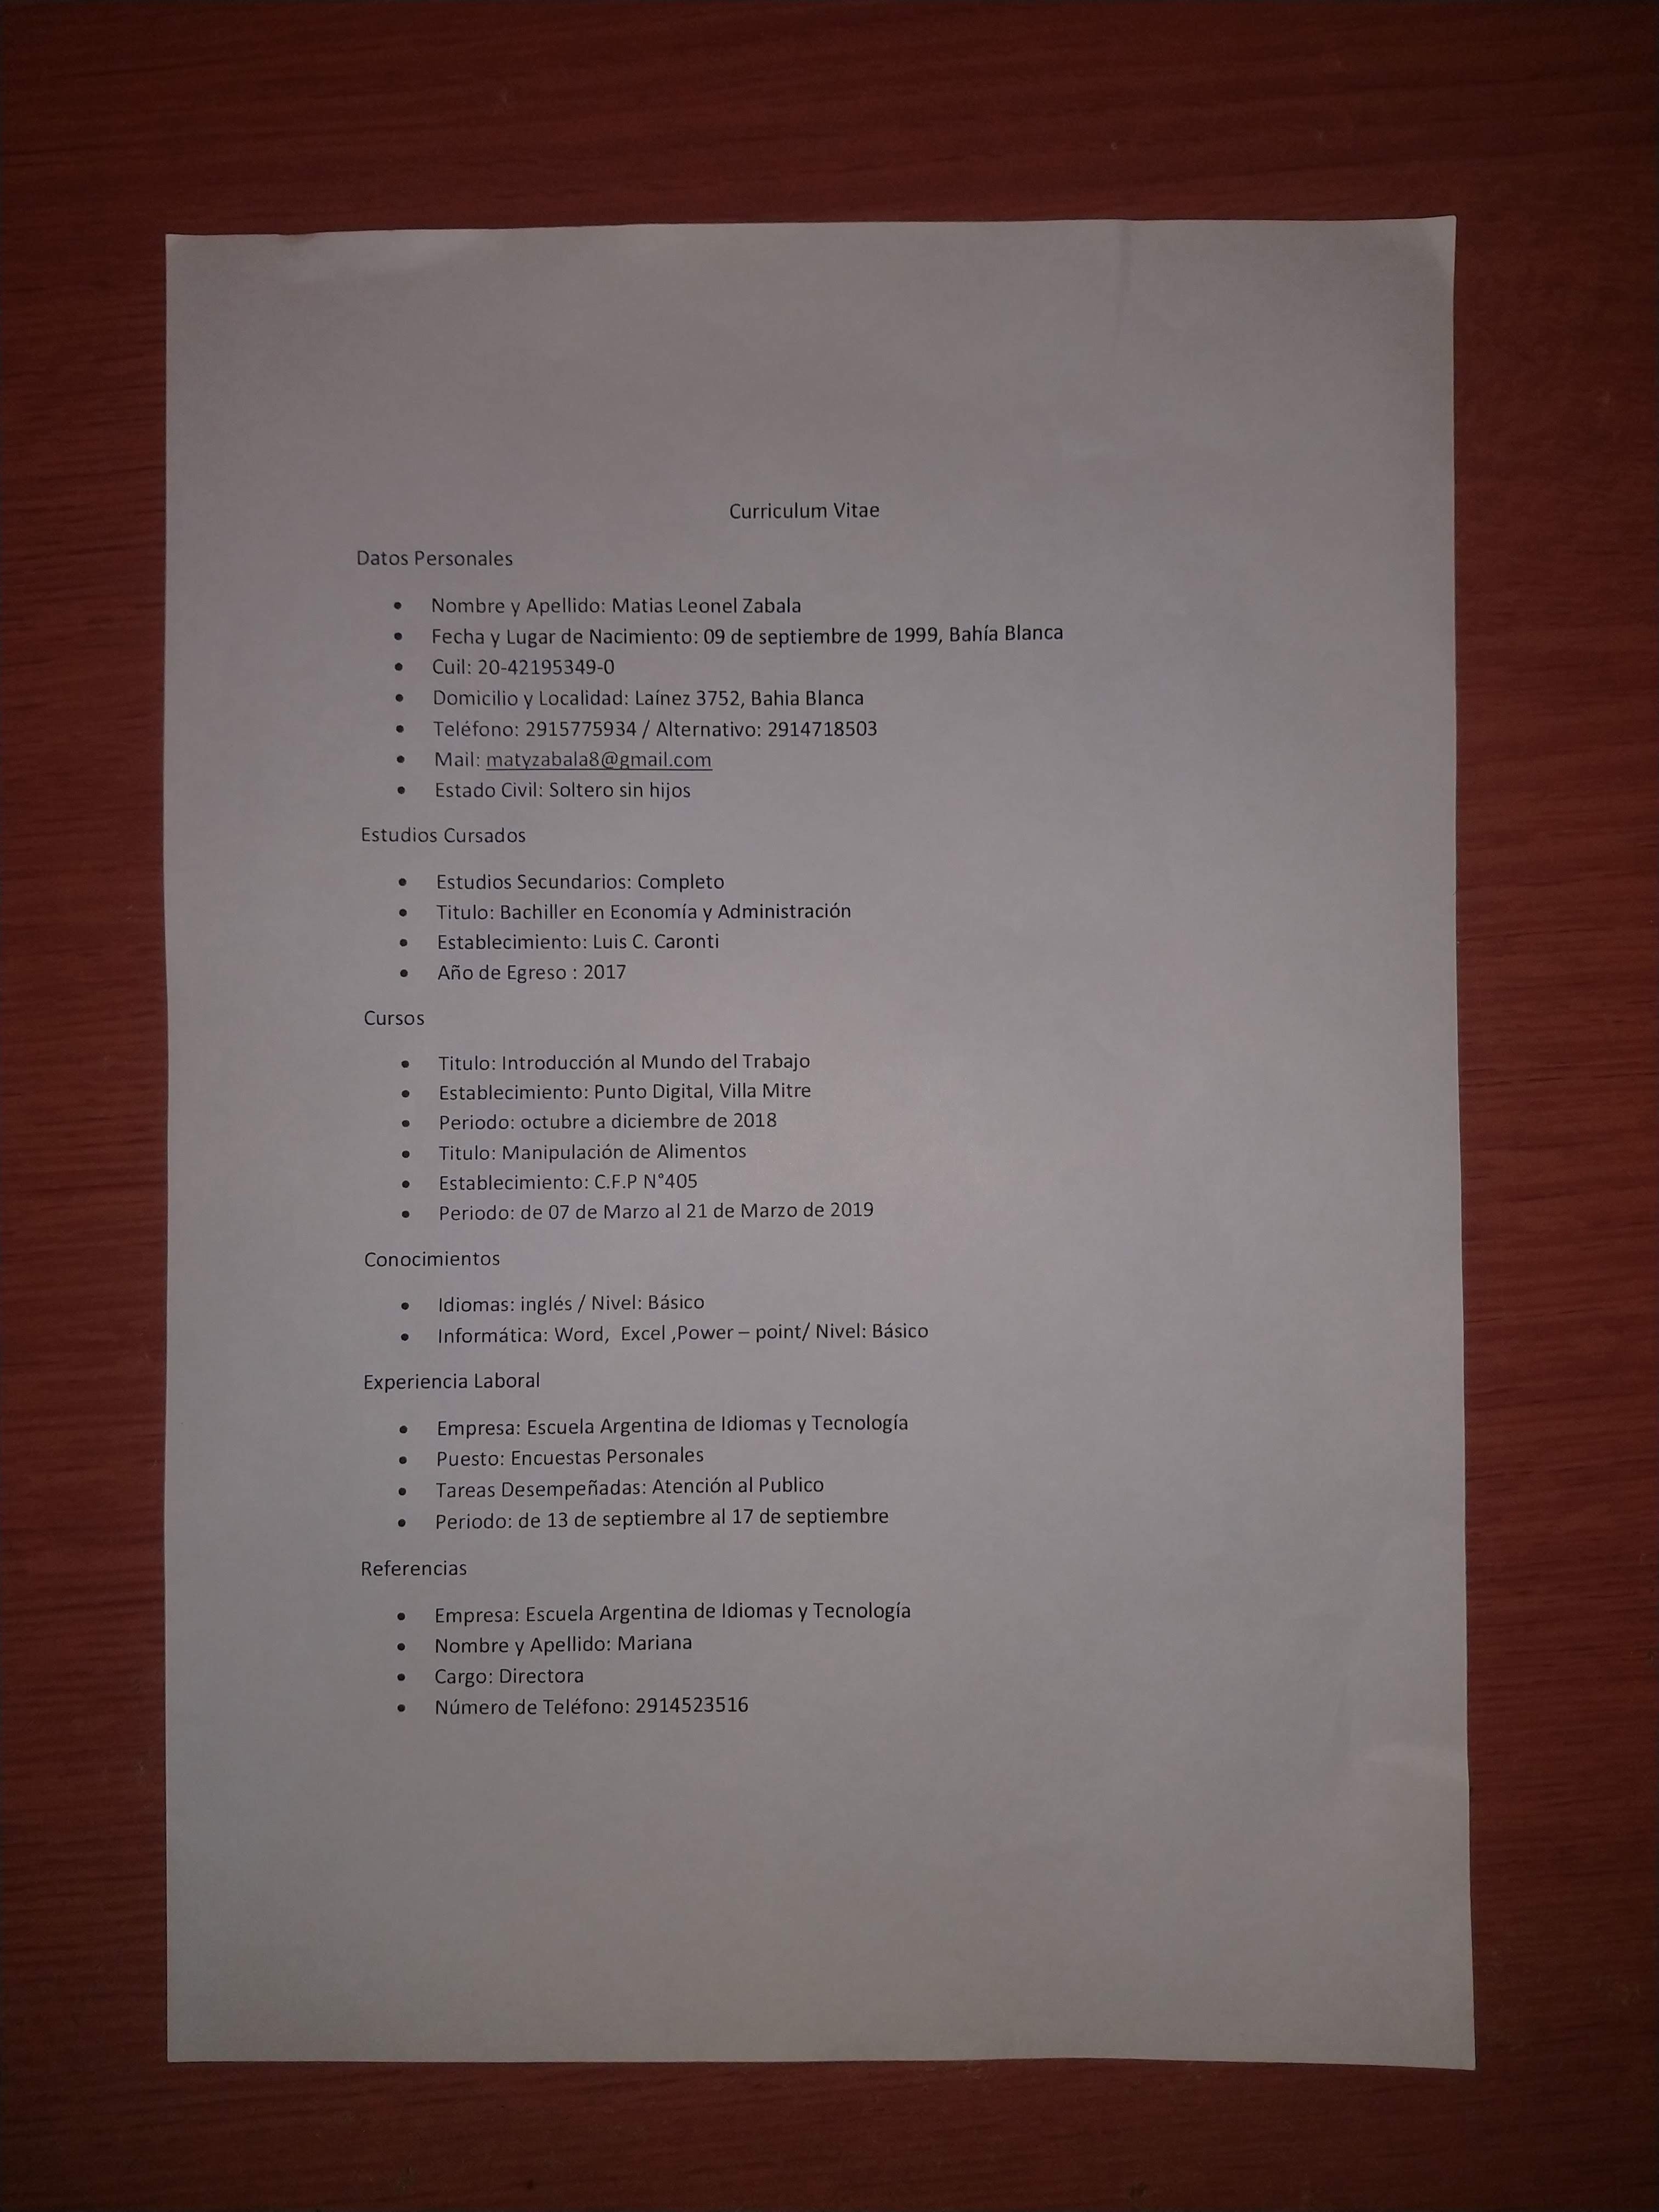 Curriculum Vitae
Datos Personales
• Nombre y Apellido: Matias Leonel Zabala
• Fecha y Lugar de Nacimiento: 09 de septiembre de 1999, Bahía Blanca
• Cuil: 20-42195349-0
• Domicilio y Localidad: Laínez 3752, Bahia Blanca
• Teléfono: 2915775934 / Alternativo: 2914718503
• Mail: matyzabala8@gmail.com
• Estado Civil: Soltero sin hijos
Estudios Cursados
• Estudios Secundarios: Completo
• Titulo: Bachiller en Economía y Administración
• Establecimiento: Luis C. Caronti
• Año de Egreso : 2017
Cursos
• Titulo: Introducción al Mundo del Trabajo
• Establecimiento: Punto Digital, Villa Mitre
• Periodo: octubre a diciembre de 2018
• Titulo: Manipulación de Alimentos
• Establecimiento: C.F.P N°405
• Periodo: de 07 de Marzo al 21 de Marzo de 2019
Conocimientos
• Idiomas: inglés / Nivel: Básico
• Informática: Word,  Excel ,Power – point/ Nivel: Básico
Experiencia Laboral
• Empresa: Escuela Argentina de Idiomas y Tecnología
• Puesto: Encuestas Personales
• Tareas Desempeñadas: Atención al Publico
• Periodo: de 13 de septiembre al 17 de septiembre
Referencias
• Empresa: Escuela Argentina de Idiomas y Tecnología
• Nombre y Apellido: Mariana
• Cargo: Directora
• Número de Teléfono: 2914523516